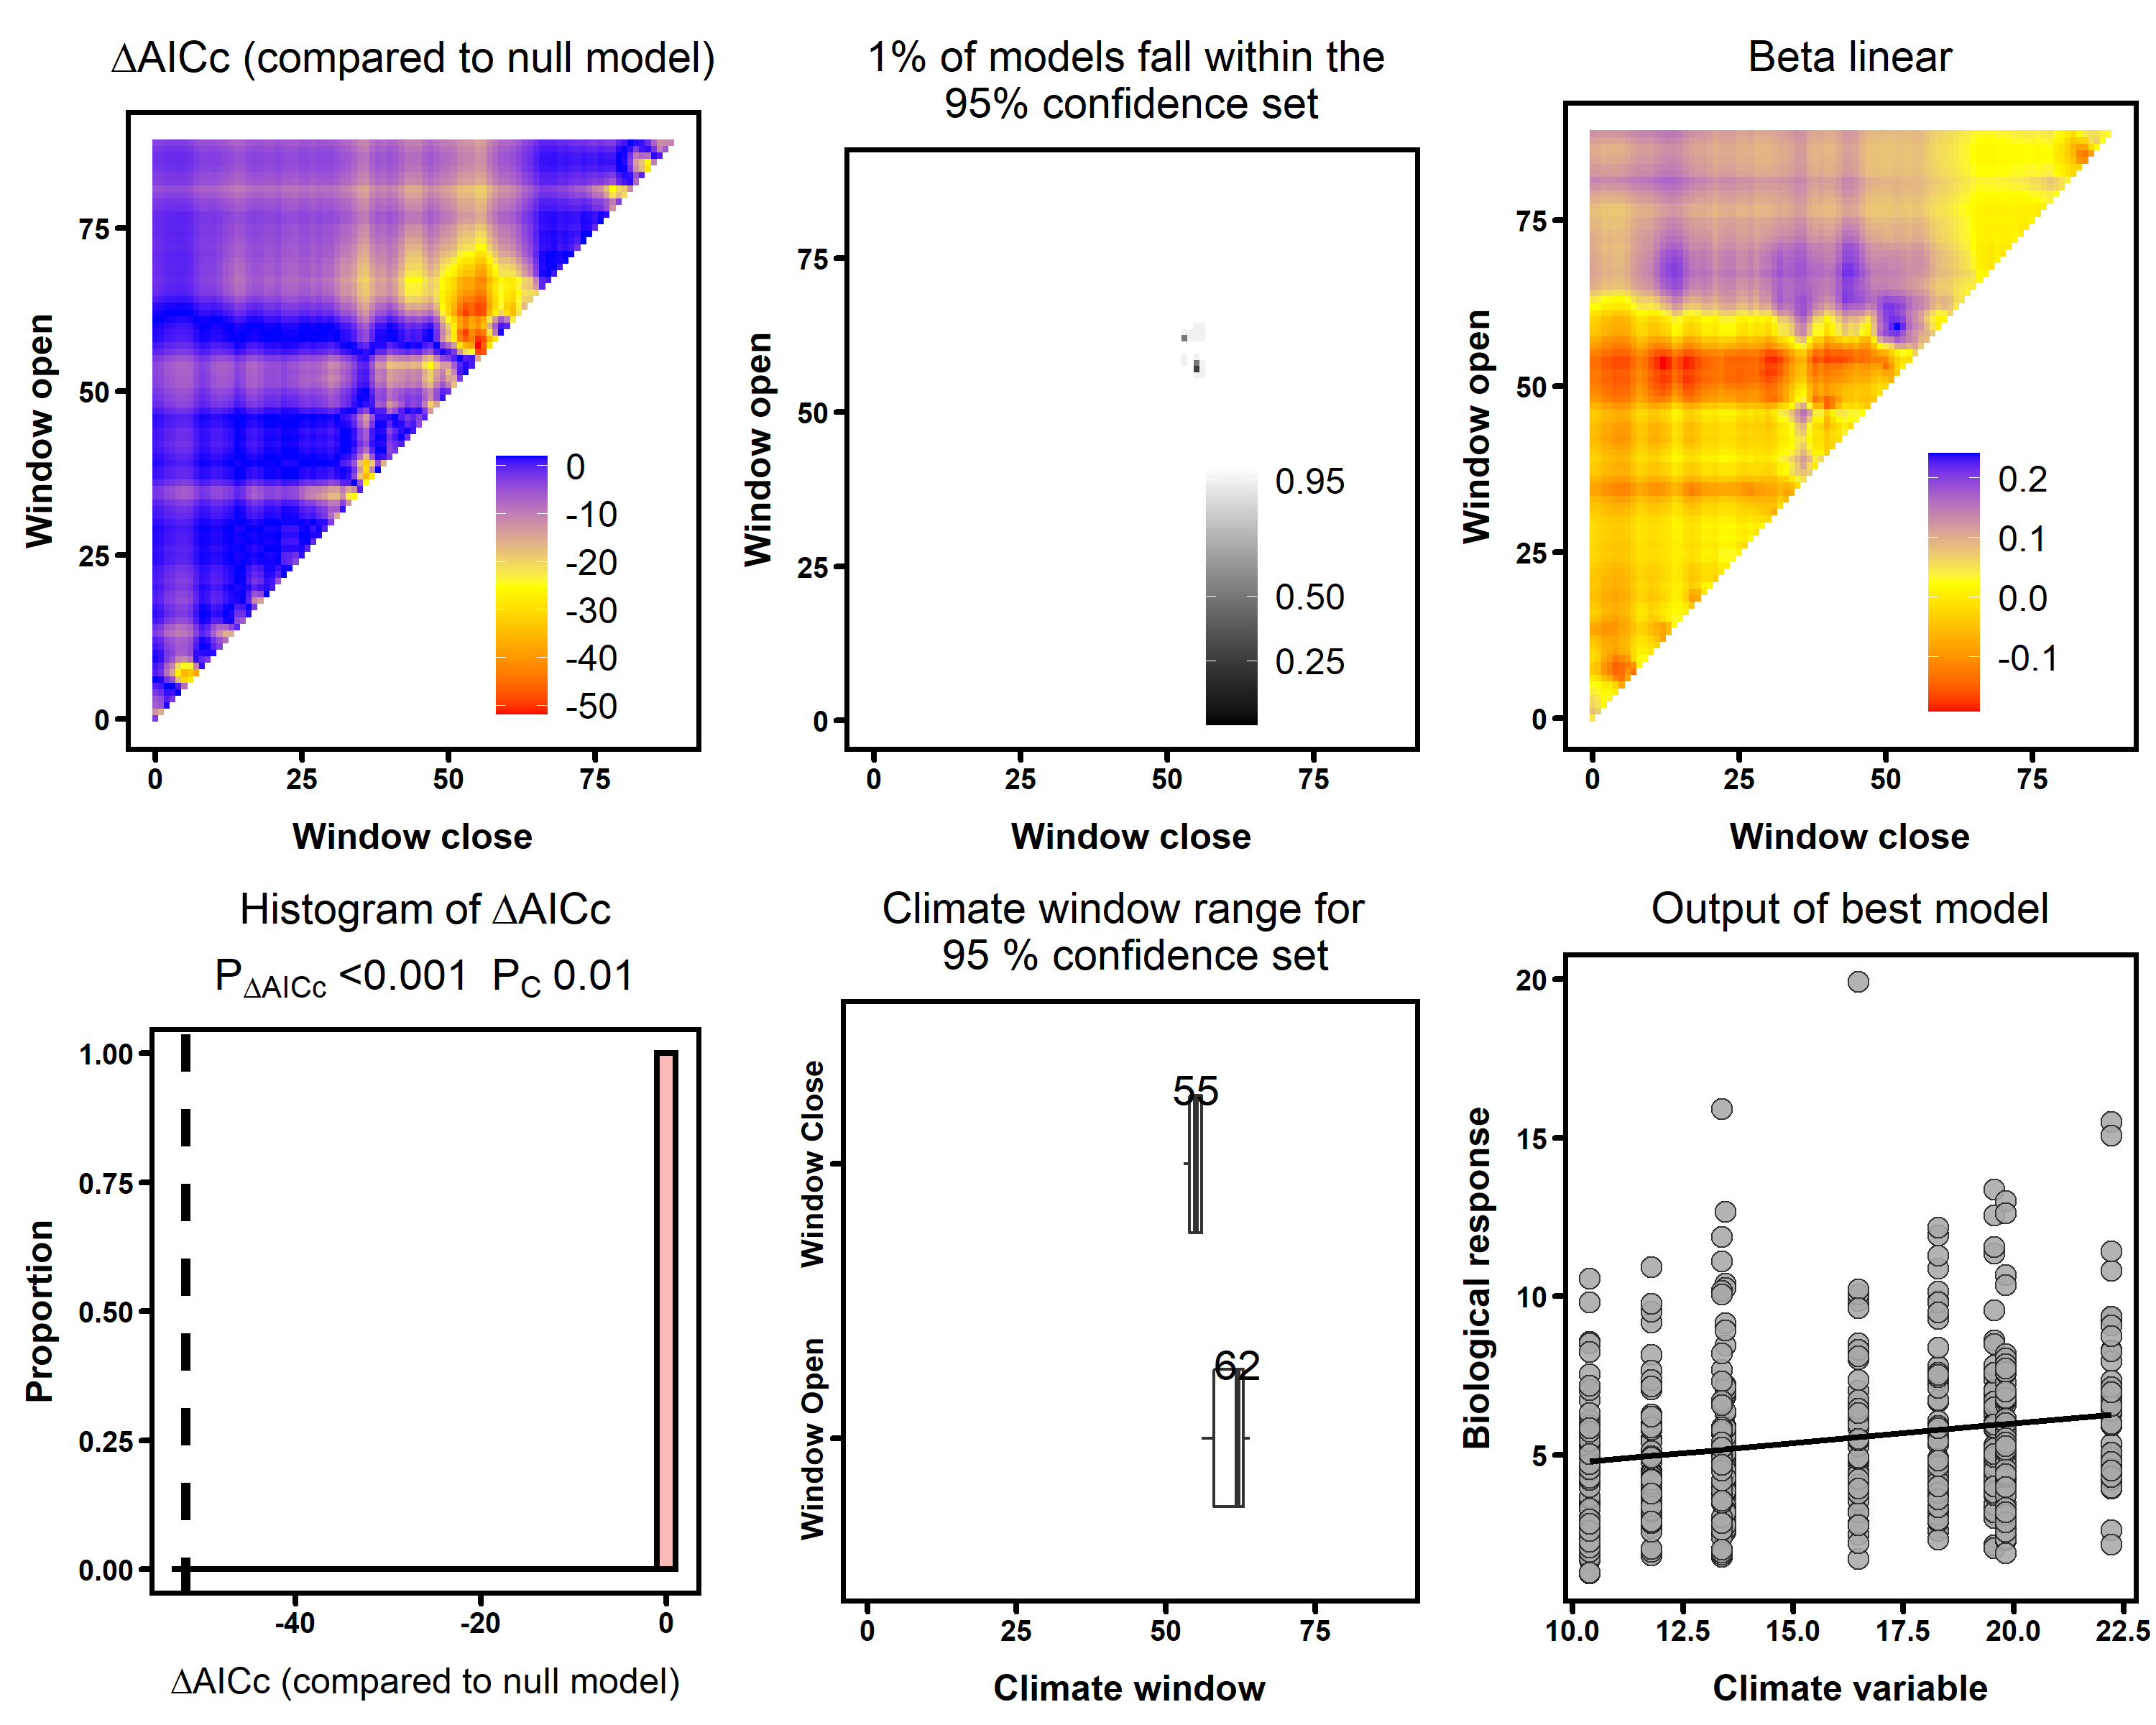 ΔAICc (compared to null model)
Window open
75
50
25
0
0
-10
-20
-30
-40
-50
0 25 50 75
Window close
1% of models fall within the
95% confidence set
Window open
75
50
25
0
0.95
0.50
0.25
0 25 50 75
Window close
Beta linear
Window open
75
50
25
0
0.2
0.1
0.0
-0.1
0 25 50 75
Window close
Histogram of ΔAICc
PΔAICc <0.001 PC 0.01
Proportion
1.00
0.75
0.50
0.25
0.00
-40 -20 0
ΔAICc (compared to null model)
Climate window range for
95 % confidence set
Window Close
55
Window Open
62
0 25 50 75
Climate window
Output of best model
Biological response
20
15
10
5
10.0 12.5 15.0 17.5 20.0 22.5
Climate variable